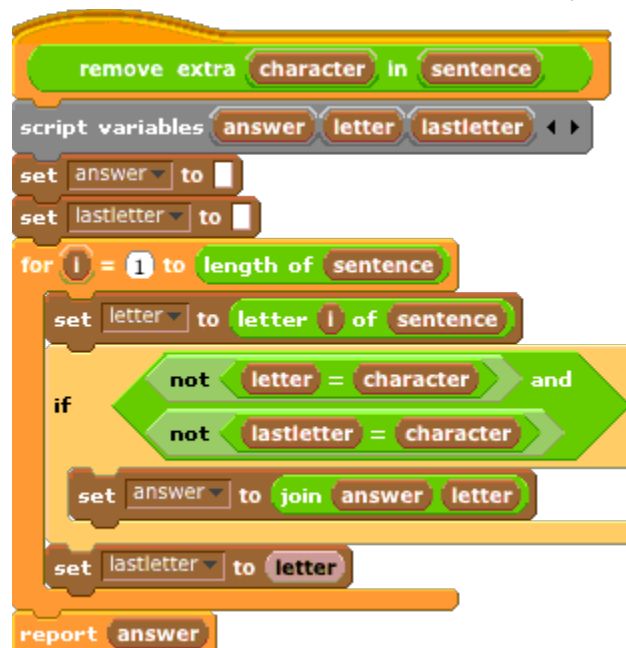 remove extra character in sentence
script variables answer letter lastletter
set answer to
set lastletter to
for i = 1 to length of sentence
set letter to letter i of sentence
not letter = character and
if
not lastletter = character
set answer to join answer letter
set lastletter to letter
report answer